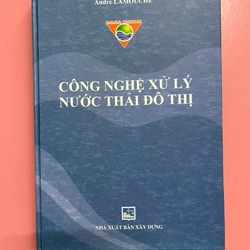 André LAMOUCHE
CÔNG NGHỆ XỬ LÝ
NƯỚC THẢI ĐÔ THỊ
NHÀ XUẤT BẢN XÂY DỰNG